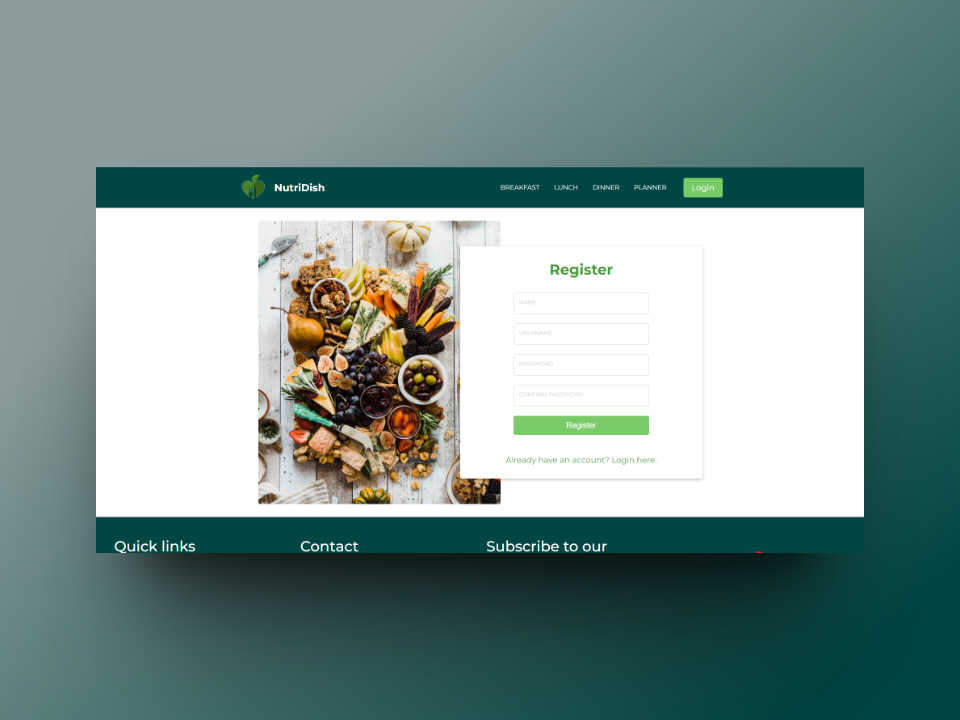 NutriDish
BREAKFAST LUNCH DINNER PLANNER Login
Register
NAME
USERNAME
PASSWORD
CONFIRM PASSWORD
Register
Already have an account? Login here.
Quick links Contact Subscribe to our